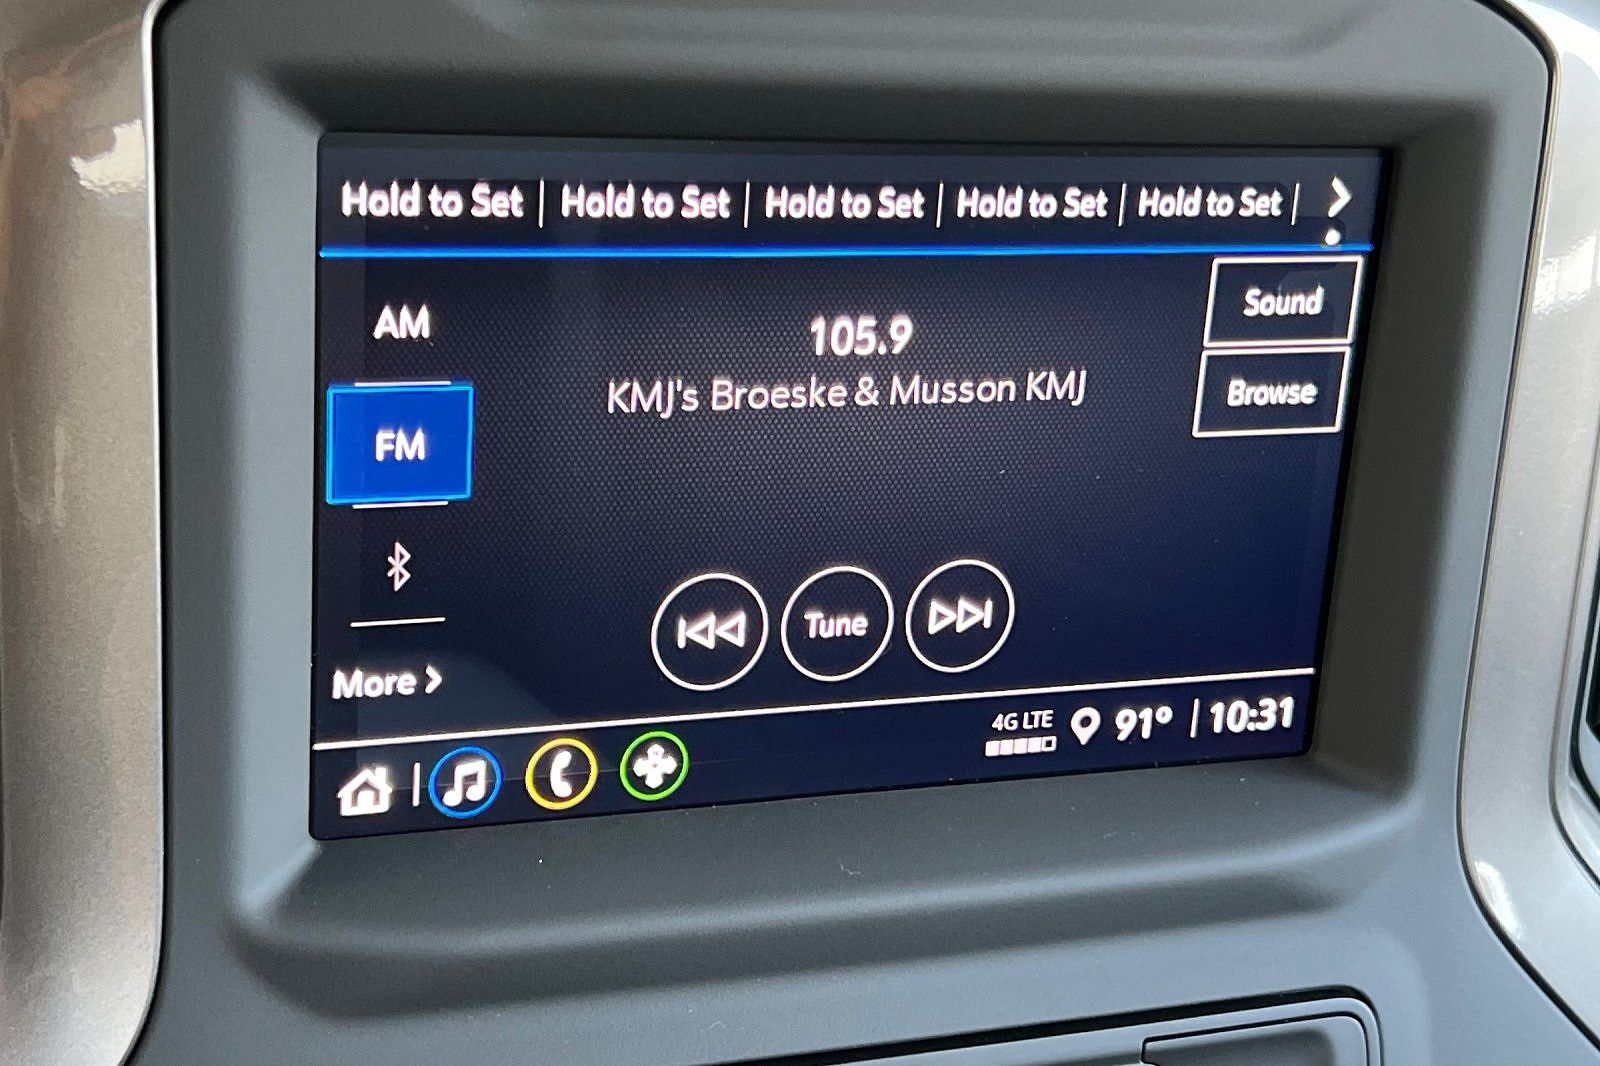 Hold to Set | Hold to Set | Hold to Set | Hold to Set | Hold to Set |
Sound
AM
105.9
KMJ's Broeske & Musson KMJ
Browse
FM
Tune
More >
4G LTE
91° | 10:31